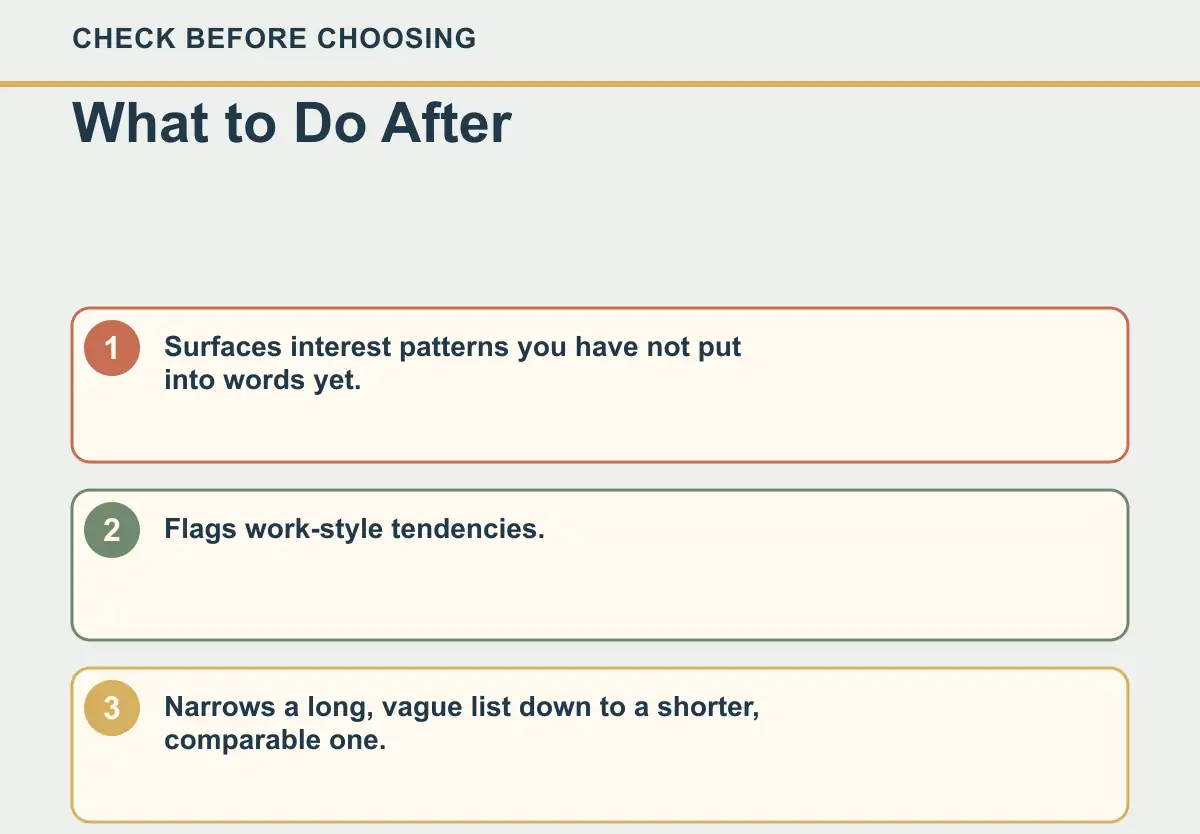 CHECK BEFORE CHOOSING
What to Do After
1
Surfaces interest patterns you have not put
into words yet.
2
Flags work-style tendencies.
3
Narrows a long, vague list down to a shorter,
comparable one.